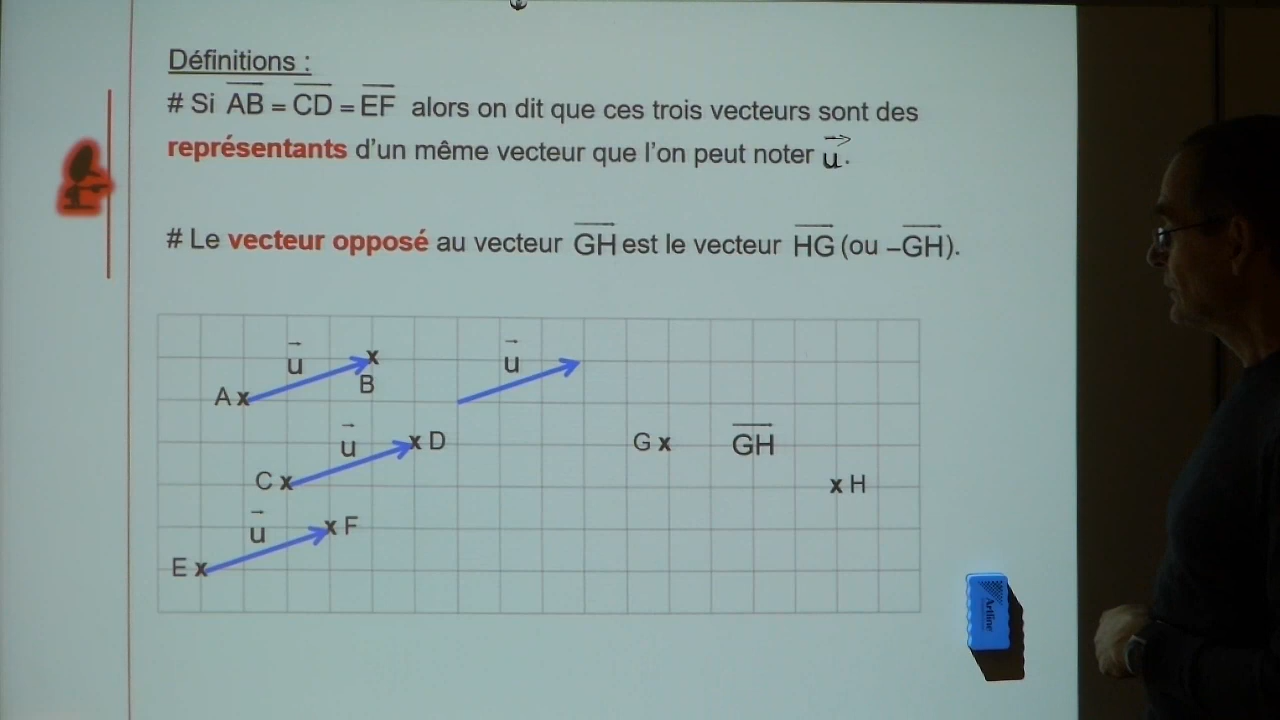 Définitions :
# Si AB = CD = EF alors on dit que ces trois vecteurs sont des
représentants d'un même vecteur que l'on peut noter u.
# Le vecteur opposé au vecteur GH est le vecteur HG (ou –GH).
u
u
A x
x
B
u
x D
G x
GH
C x
x H
u
x F
E x
Artline